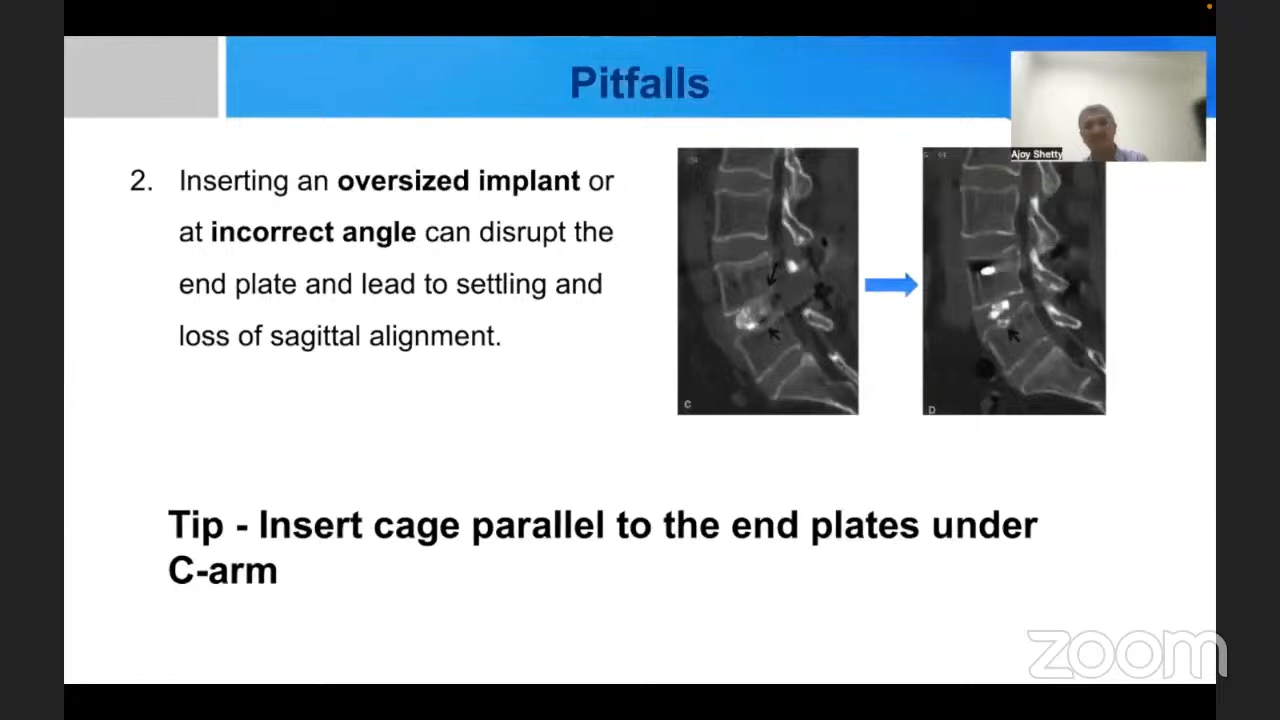 Pitfalls
Ajoy Shetty
2. Inserting an oversized implant or
at incorrect angle can disrupt the
end plate and lead to settling and
loss of sagittal alignment.
C
D
Tip - Insert cage parallel to the end plates under
C-arm
zoom